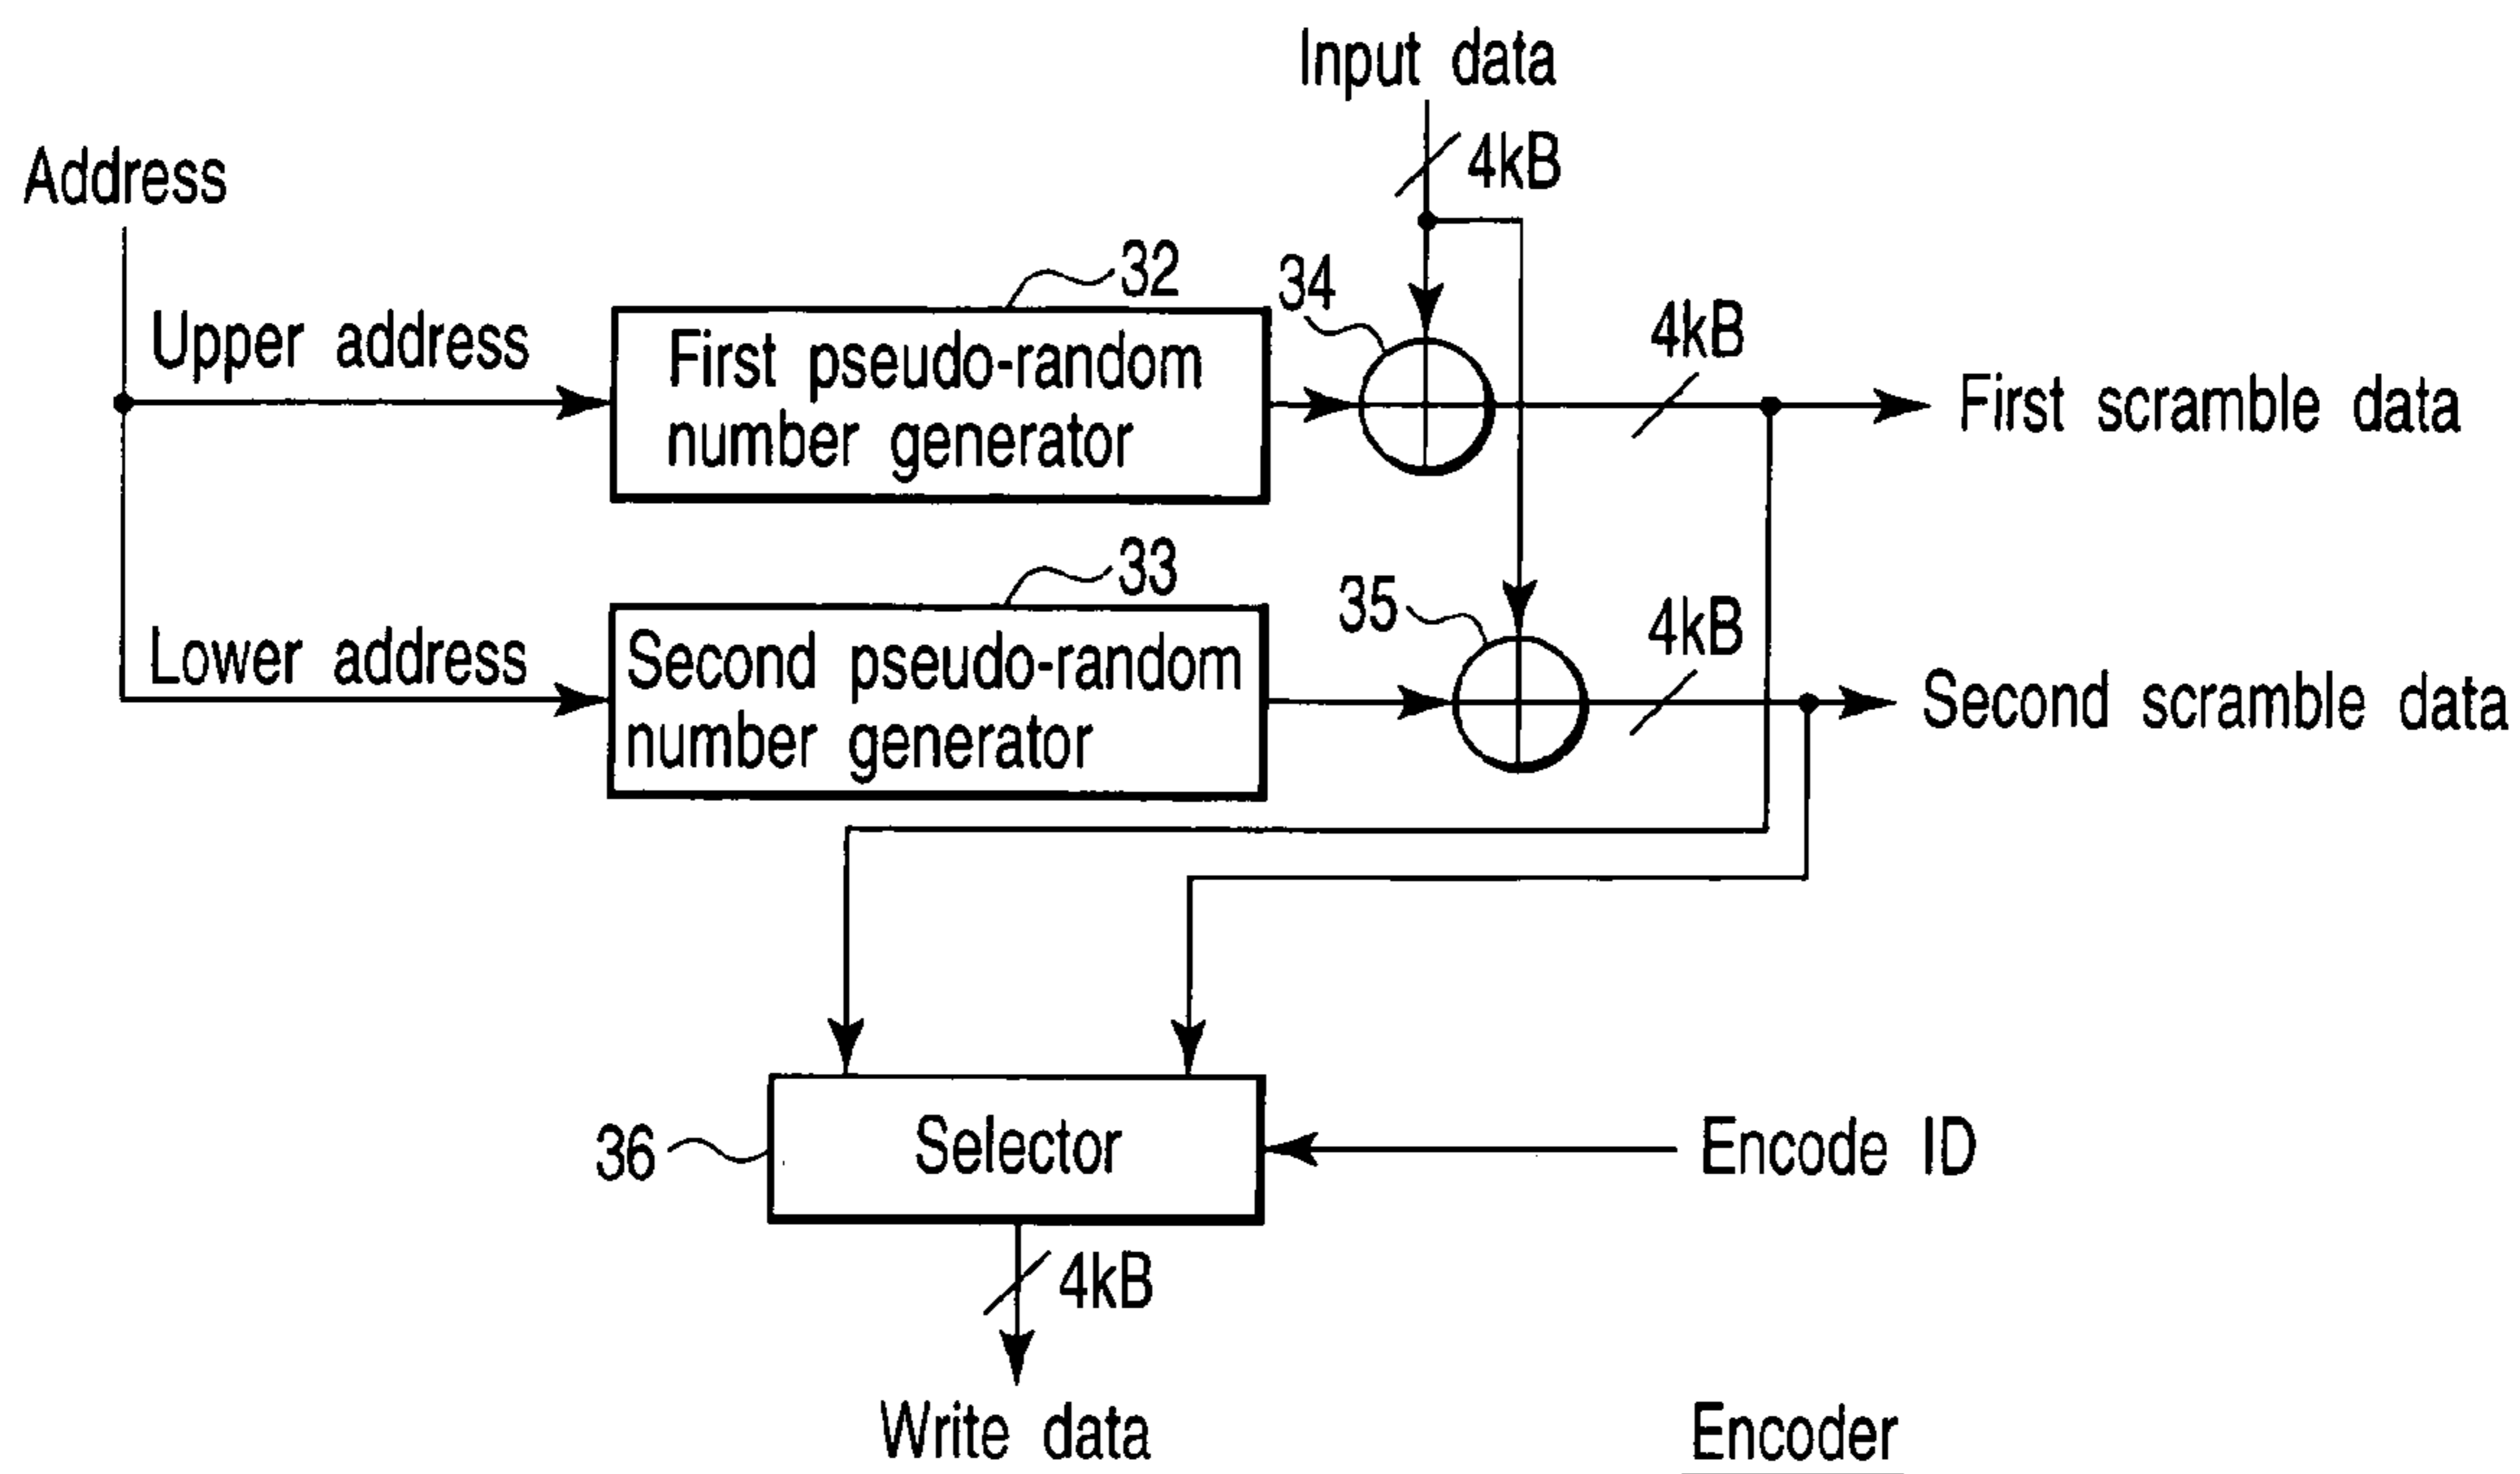 Input data
4kB
Address
32
34
Upper address
First pseudo-random
number generator
4kB
First scramble data
33
35
Lower address
Second pseudo-random
number generator
4kB
Second scramble data
36
Selector
Encode ID
4kB
Write data
Encoder